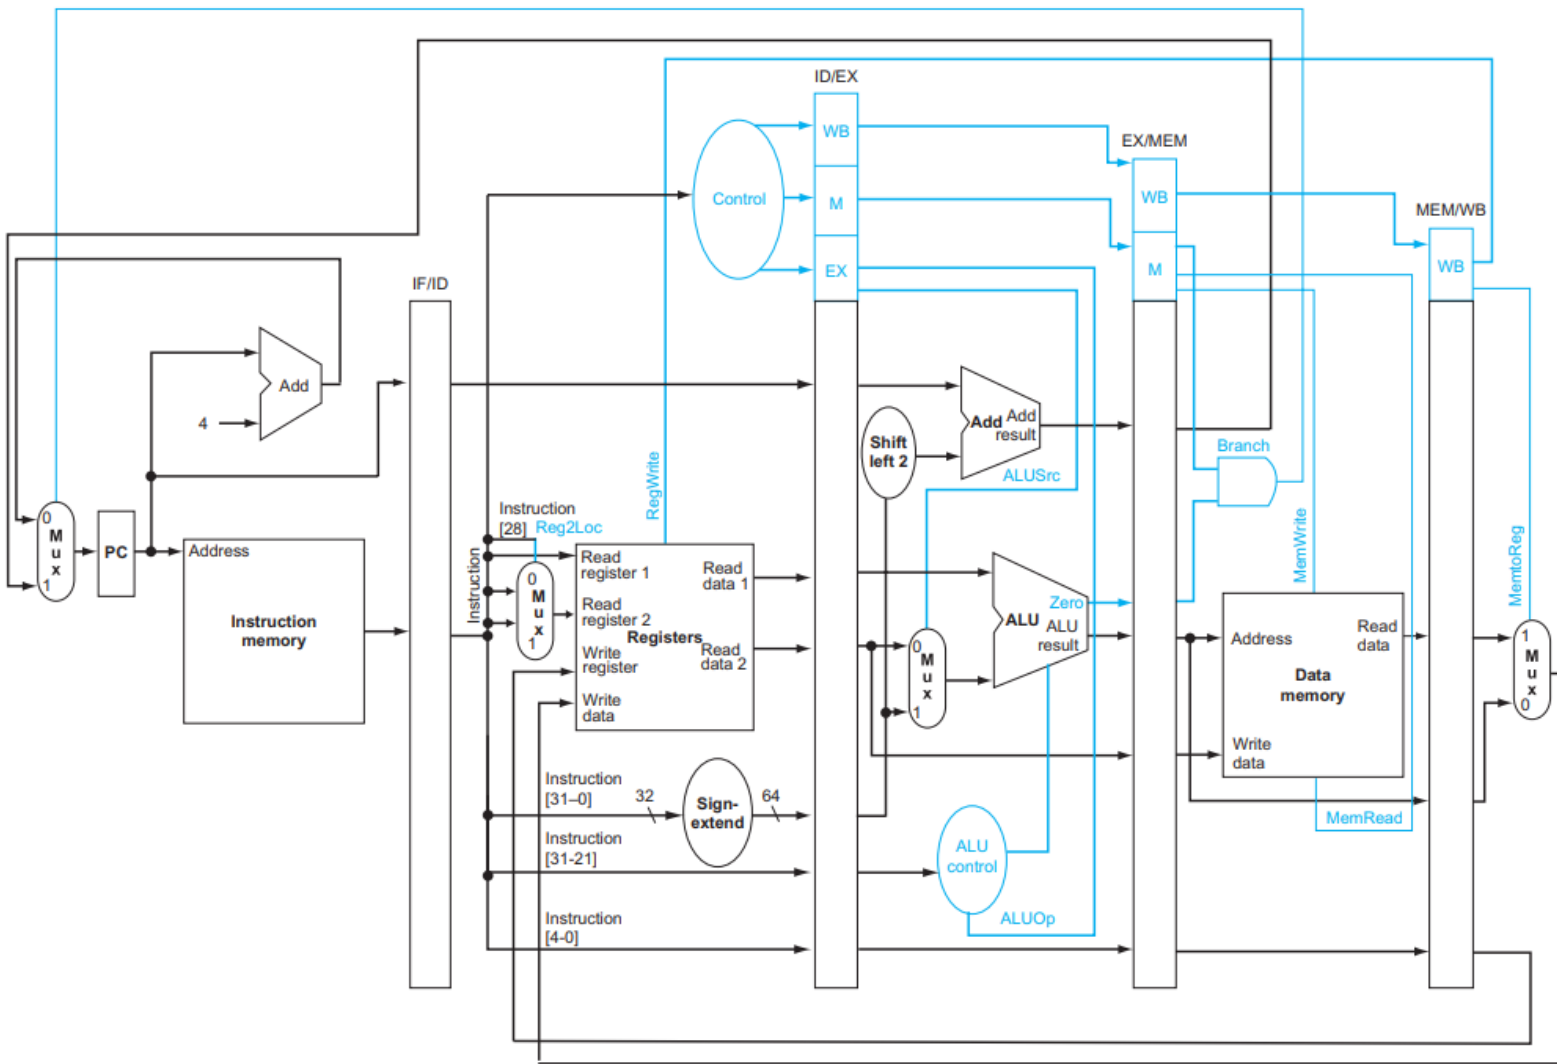 ID/EX
WB
EX/MEM
Control
M
WB
MEM/WB
EX
M
WB
IF/ID
Add
4
Shift
left 2
Add
Add
result
ALUSrc
Branch
RegWrite
Instruction
[28]
Reg2Loc
MemWrite
MemtoReg
0
M
u
x
1
PC
Address
Instruction
memory
Instruction
0
M
u
x
1
Read
register 1
Read
register 2
Write
register
Write
data
Registers
Read
data 1
Read
data 2
0
M
u
x
1
Zero
ALU
ALU
result
Address
Read
data
Data
memory
Write
data
1
M
u
x
0
Instruction
[31–0]
32
Sign-
extend
64
MemRead
Instruction
[31-21]
ALU
control
ALUOp
Instruction
[4-0]